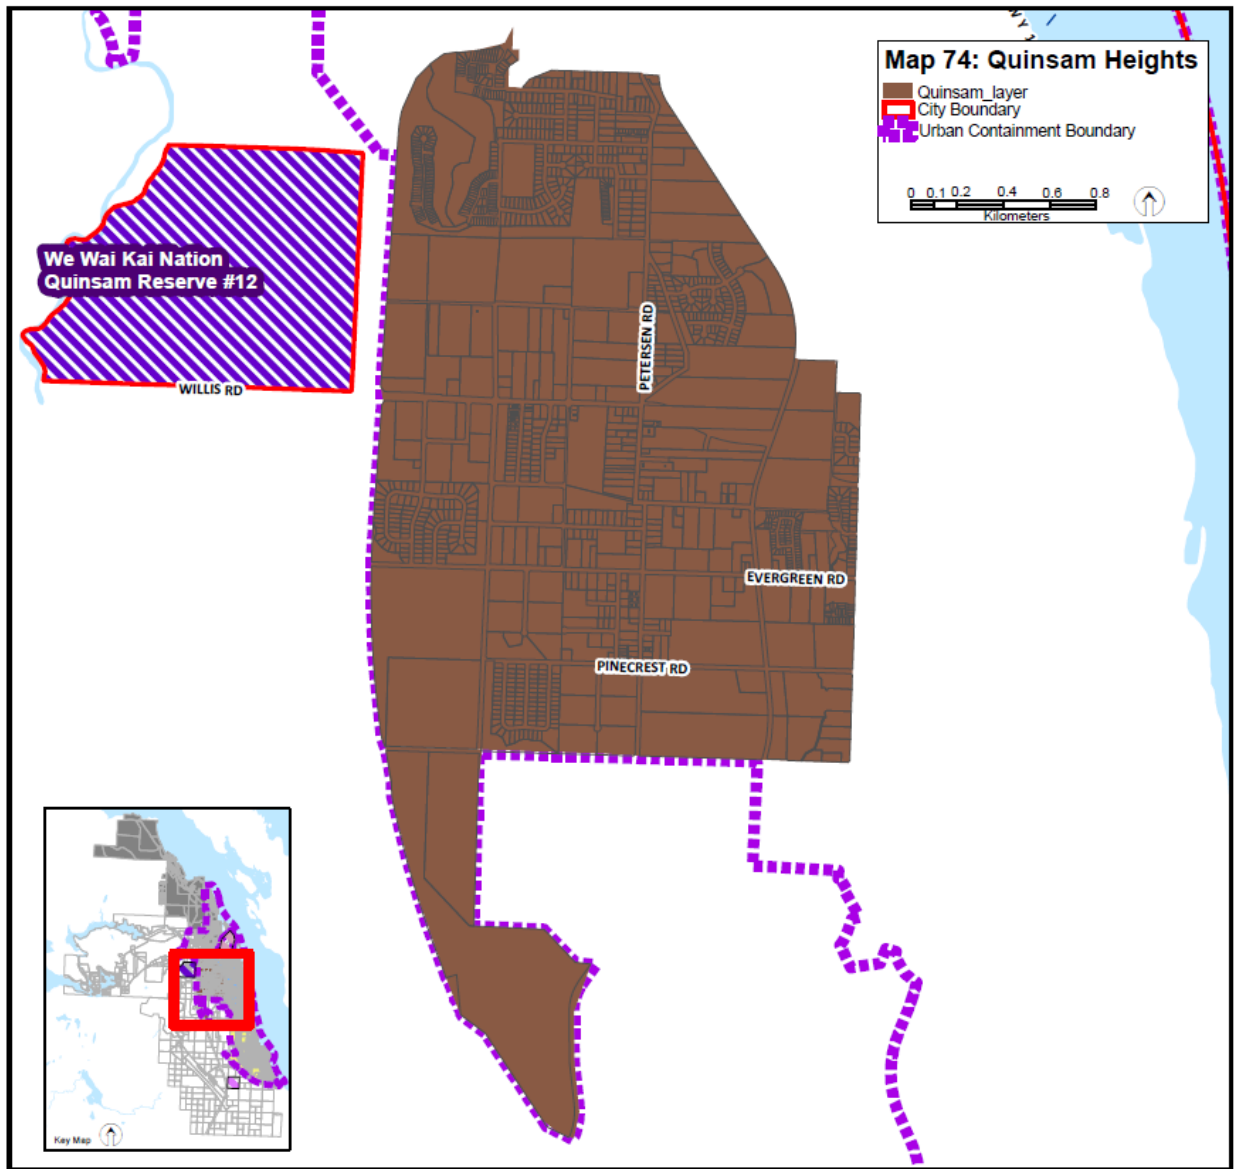 WY 1
Map 74: Quinsam Heights
Quinsam_layer
City Boundary
Urban Containment Boundary
0 0.1 0.2 0.4 0.6 0.8
Kilometers
We Wai Kai Nation
Quinsam Reserve #12
WILLIS RD
PETERSEN RD
EVERGREEN RD
PINECREST RD
Key Map